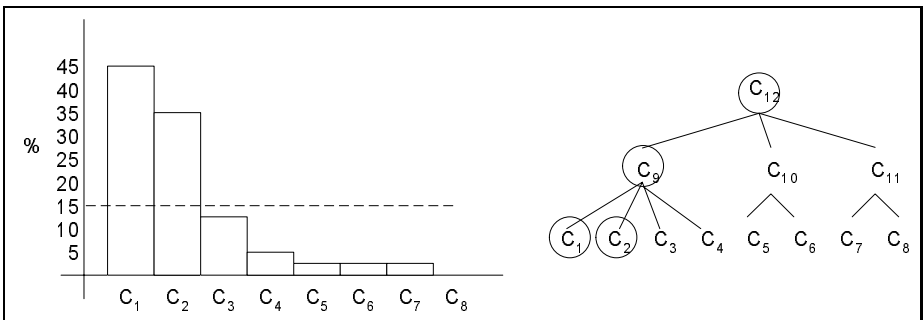 %
45
40
35
30
25
20
15
10
5
C₁ C₂ C₃ C₄ C₅ C₆ C₇ C₈
C₁₂
C₉ C₁₀ C₁₁
C₁ C₂ C₃ C₄ C₅ C₆ C₇ C₈